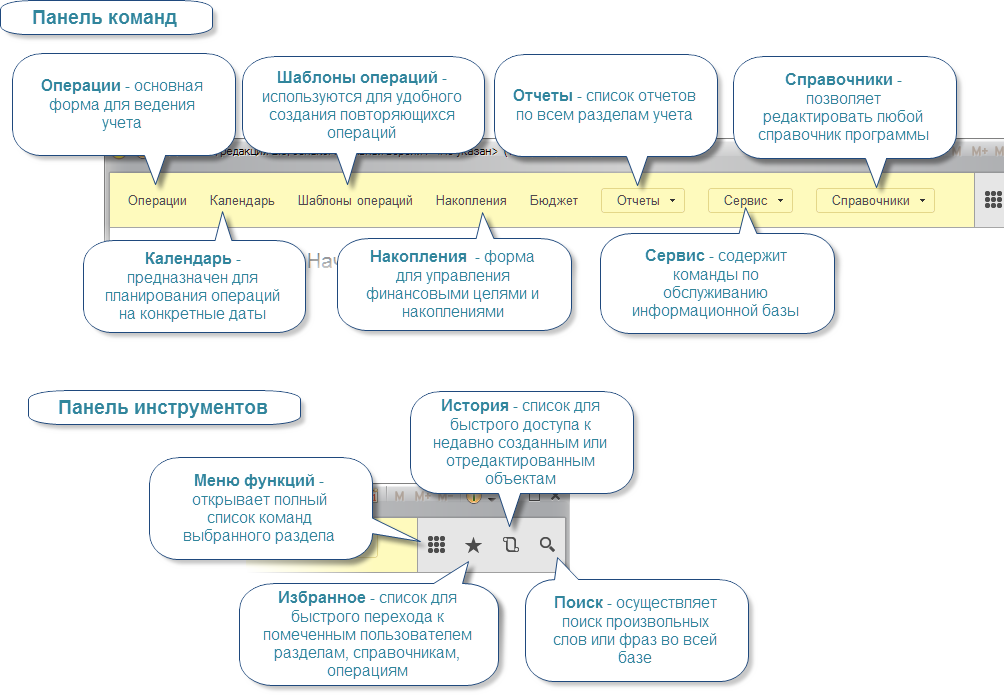 Панель команд
Операции - основная
форма для ведения
учета
Шаблоны операций -
используются для удобного
создания повторяющихся
операций
Отчеты - список отчетов
по всем разделам учета
Справочники -
позволяет
редактировать любой
справочник программы
M+ M
Операции Календарь Шаблоны операций Накопления Бюджет Отчеты Сервис Справочники
Нач
Календарь -
предназначен для
планирования операций
на конкретные даты
Накопления - форма
для управления
финансовыми целями и
накоплениями
Сервис - содержит
команды по
обслуживанию
информационной базы
Панель инструментов
История - список для
быстрого доступа к
недавно созданным или
отредактированным
объектам
Меню функций -
открывает полный
список команд
выбранного раздела
M M+ M-
Избранное - список для
быстрого перехода к
помеченным пользователем
разделам, справочникам,
операциям
Поиск - осуществляет
поиск произвольных
слов или фраз во всей
базе